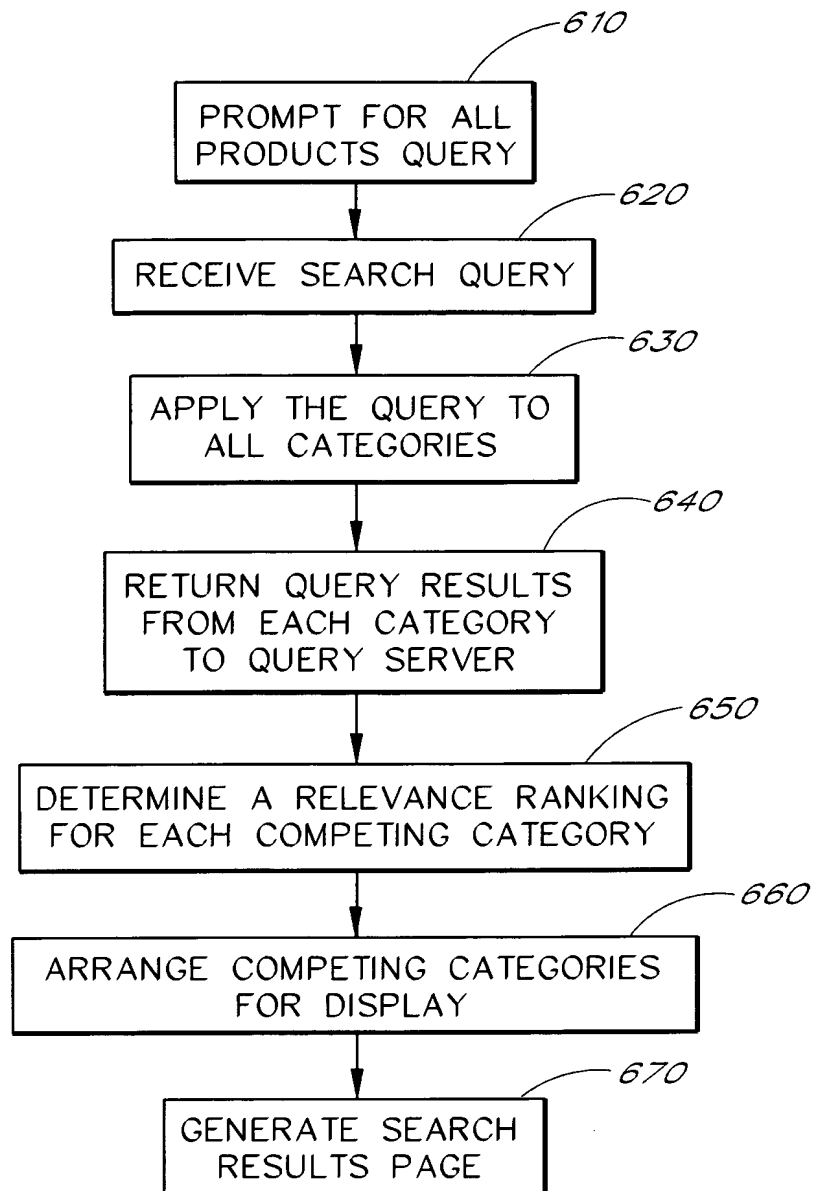 610
PROMPT FOR ALL
PRODUCTS QUERY
620
RECEIVE SEARCH QUERY
630
APPLY THE QUERY TO
ALL CATEGORIES
640
RETURN QUERY RESULTS
FROM EACH CATEGORY
TO QUERY SERVER
650
DETERMINE A RELEVANCE RANKING
FOR EACH COMPETING CATEGORY
660
ARRANGE COMPETING CATEGORIES
FOR DISPLAY
670
GENERATE SEARCH
RESULTS PAGE